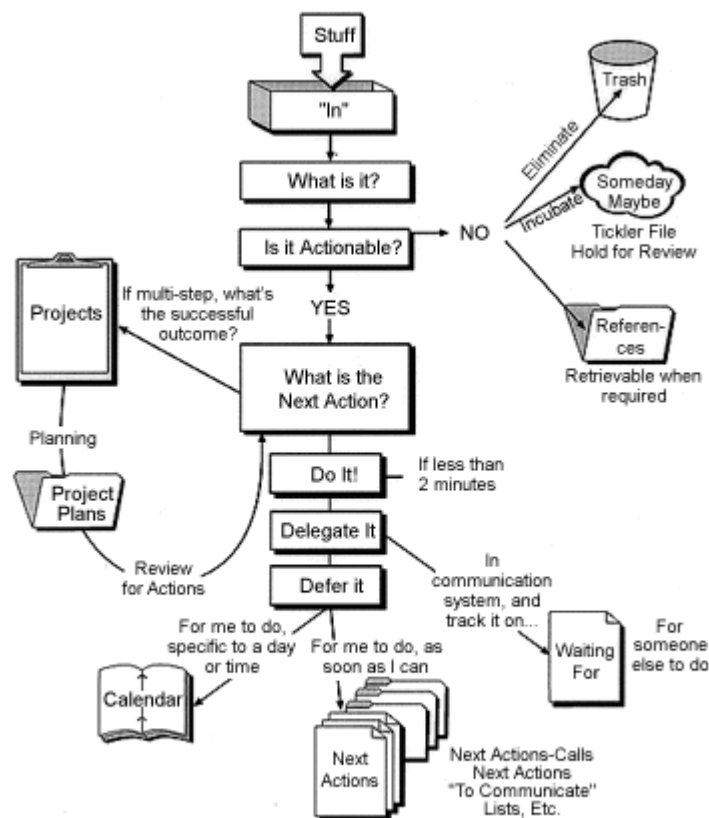 Stuff
"In"
What is it?
Is it Actionable?
NO
Eliminate
Trash
Incubate
Someday
Maybe
Tickler File
Hold for Review
Referen-
ces
Retrievable when
required
YES
If multi-step, what's
the successful
outcome?
Projects
Planning
Project
Plans
Review
for Actions
What is the
Next Action?
Do It!
If less than
2 minutes
Delegate It
In
communication
system, and
track it on...
Waiting
For
For
someone
else to do
Defer it
For me to do,
specific to a day
or time
Calendar
For me to do, as
soon as I can
Next
Actions
Next Actions-Calls
Next Actions
"To Communicate"
Lists, Etc.